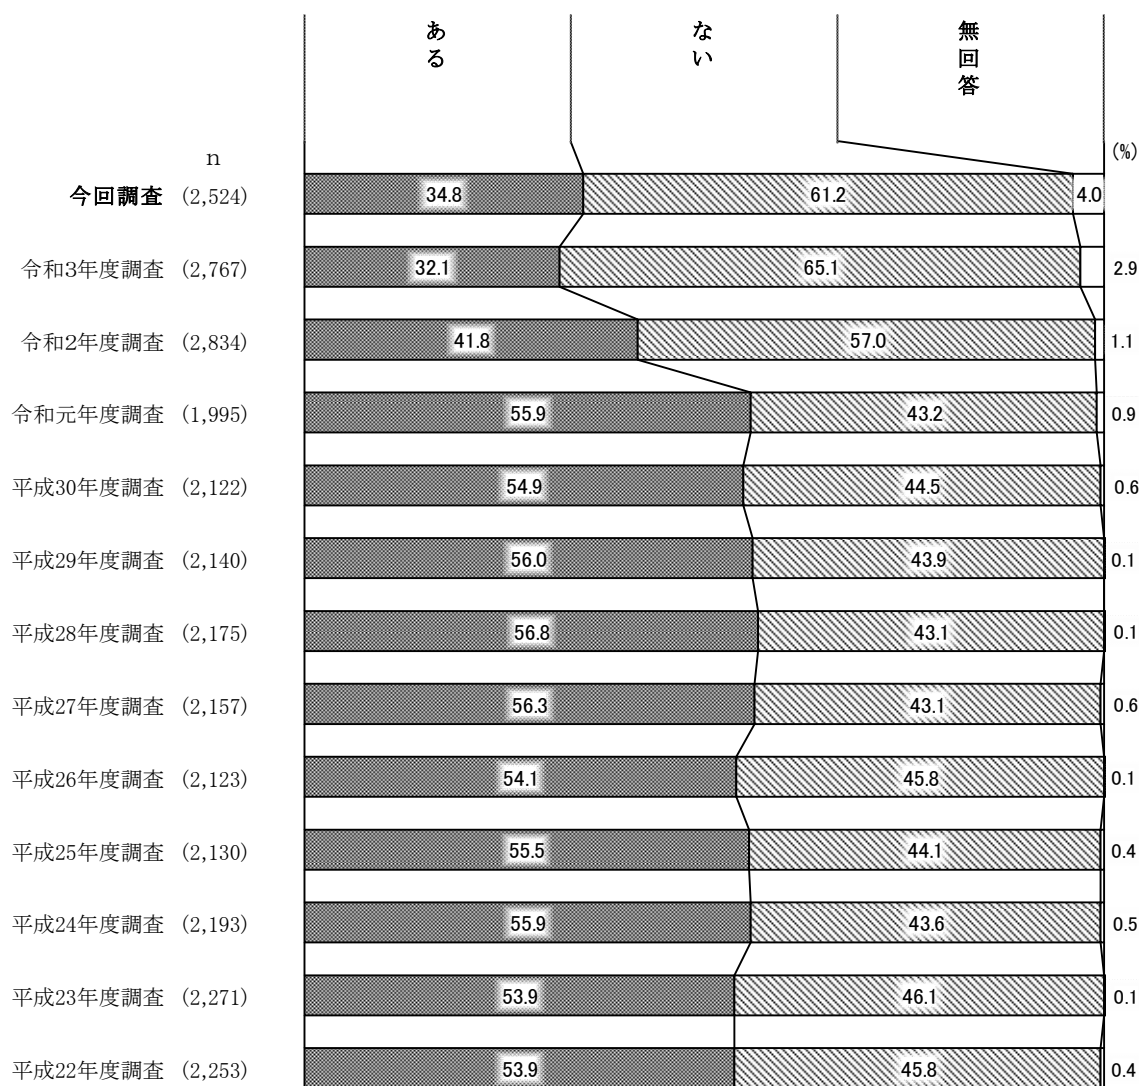 ある
ない
無回答
(%)
n
今回調査 (2,524) 34.8 61.2 4.0
令和3年度調査 (2,767) 32.1 65.1 2.9
令和2年度調査 (2,834) 41.8 57.0 1.1
令和元年度調査 (1,995) 55.9 43.2 0.9
平成30年度調査 (2,122) 54.9 44.5 0.6
平成29年度調査 (2,140) 56.0 43.9 0.1
平成28年度調査 (2,175) 56.8 43.1 0.1
平成27年度調査 (2,157) 56.3 43.1 0.6
平成26年度調査 (2,123) 54.1 45.8 0.1
平成25年度調査 (2,130) 55.5 44.1 0.4
平成24年度調査 (2,193) 55.9 43.6 0.5
平成23年度調査 (2,271) 53.9 46.1 0.1
平成22年度調査 (2,253) 53.9 45.8 0.4